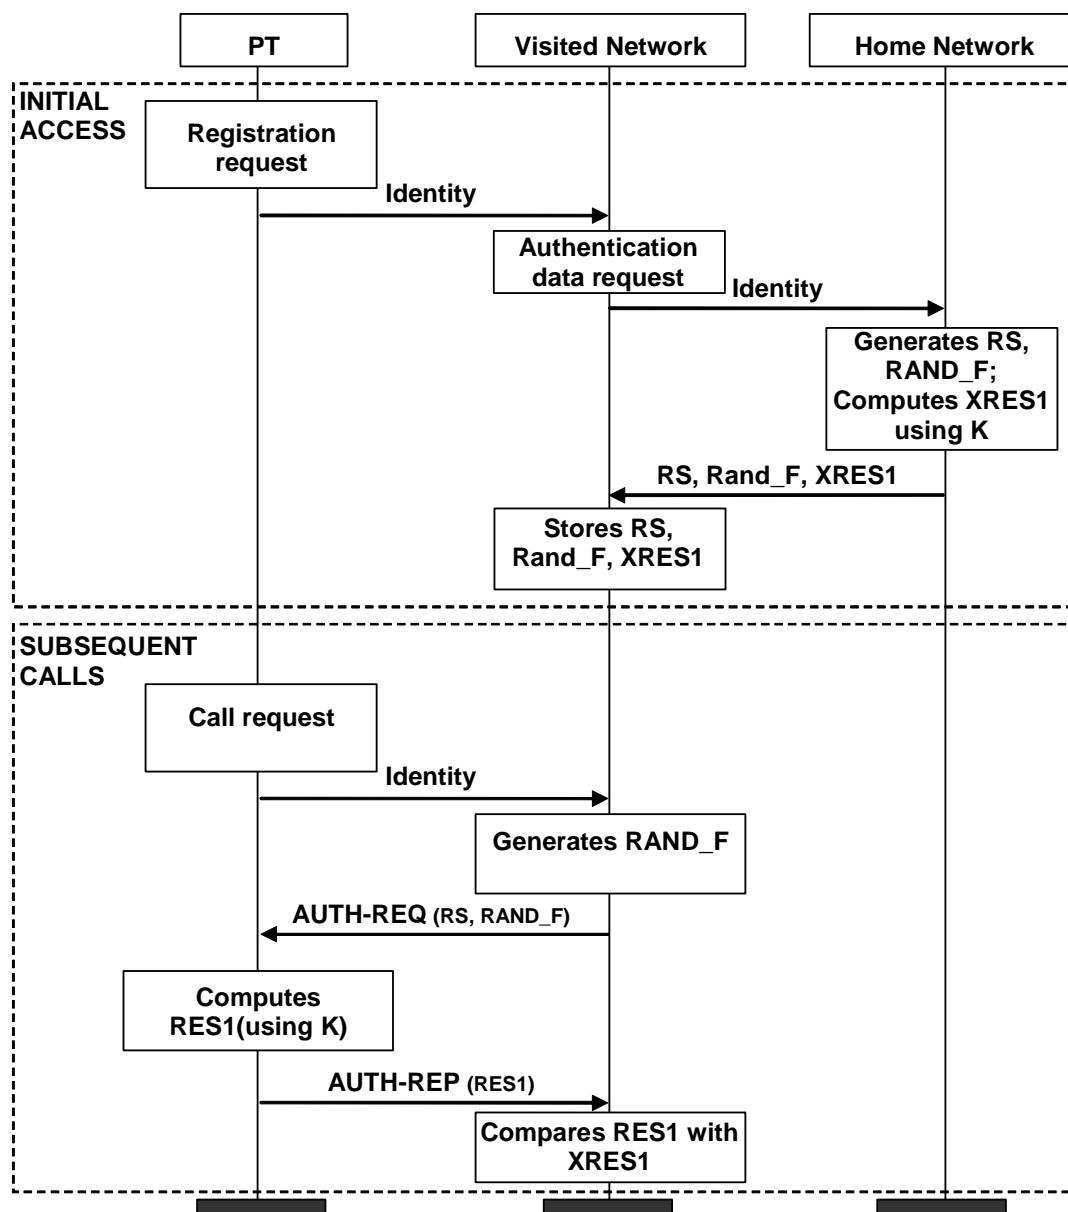 PT
Visited Network
Home Network
INITIAL
ACCESS
Registration
request
Identity
Authentication
data request
Identity
Generates RS,
RAND_F;
Computes XRES1
using K
RS, Rand_F, XRES1
Stores RS,
Rand_F, XRES1
SUBSEQUENT
CALLS
Call request
Identity
Generates RAND_F
AUTH-REQ (RS, RAND_F)
Computes
RES1(using K)
AUTH-REP (RES1)
Compares RES1 with
XRES1